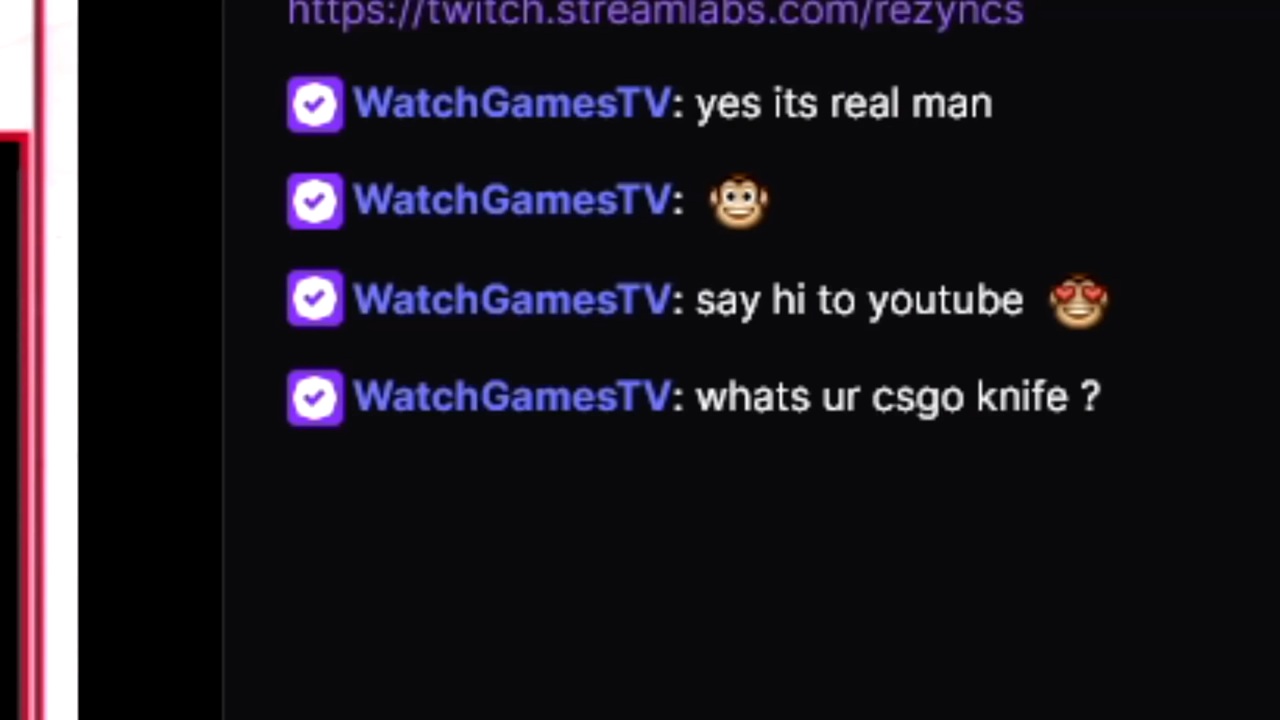 https://twitch.streamlabs.com/rezyncs
WatchGamesTV: yes its real man
WatchGamesTV: 🐵
WatchGamesTV: say hi to youtube 😍
WatchGamesTV: whats ur csgo knife ?